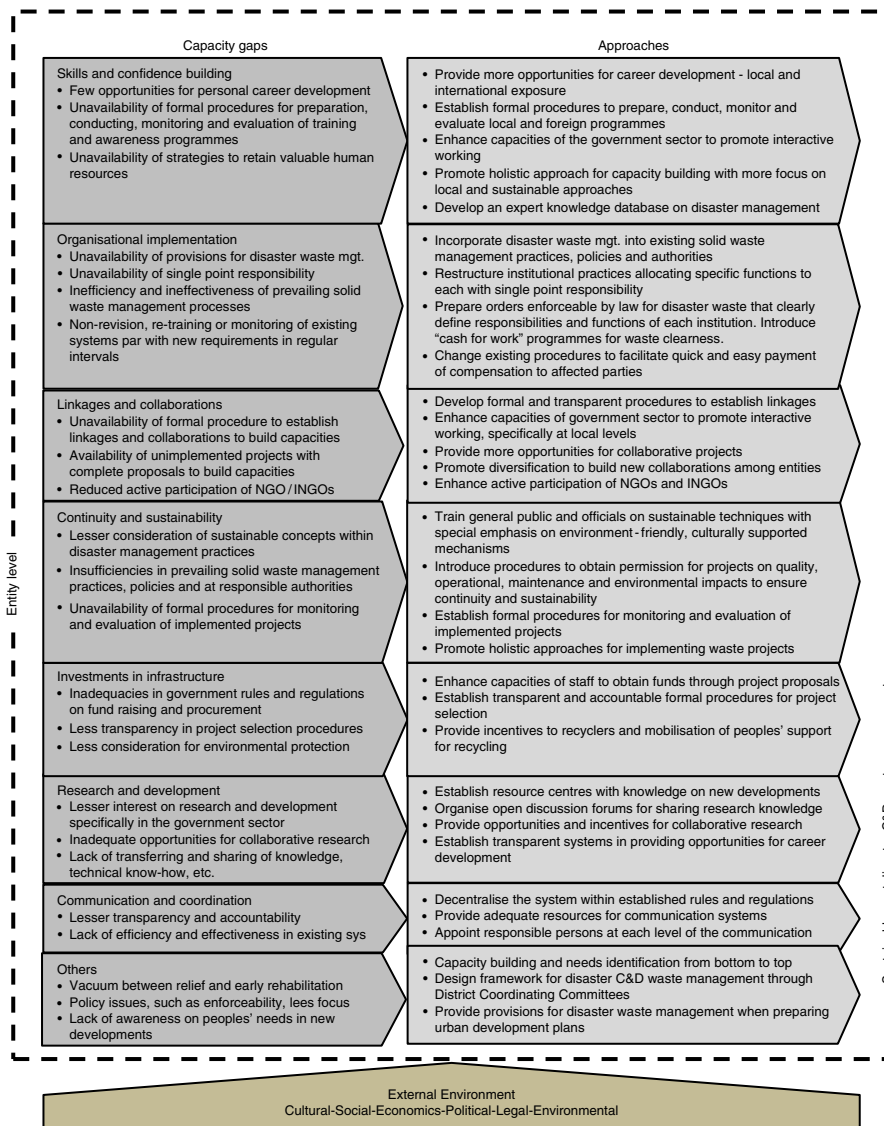 Capacity gaps
Approaches
Skills and confidence building
• Few opportunities for personal career development
• Unavailability of formal procedures for preparation,
conducting, monitoring and evaluation of training
and awareness programmes
• Unavailability of strategies to retain valuable human
resources
• Provide more opportunities for career development - local and
international exposure
• Establish formal procedures to prepare, conduct, monitor and
evaluate local and foreign programmes
• Enhance capacities of the government sector to promote interactive
working
• Promote holistic approach for capacity building with more focus on
local and sustainable approaches
• Develop an expert knowledge database on disaster management
Organisational implementation
• Unavailability of provisions for disaster waste mgt.
• Unavailability of single point responsibility
• Inefficiency and ineffectiveness of prevailing solid
waste management processes
• Non-revision, re-training or monitoring of existing
systems par with new requirements in regular
intervals
• Incorporate disaster waste mgt. into existing solid waste
management practices, policies and authorities
• Restructure institutional practices allocating specific functions to
each with single point responsibility
• Prepare orders enforceable by law for disaster waste that clearly
define responsibilities and functions of each institution. Introduce
“cash for work” programmes for waste clearness.
• Change existing procedures to facilitate quick and easy payment
of compensation to affected parties
Linkages and collaborations
• Unavailability of formal procedure to establish
linkages and collaborations to build capacities
• Availability of unimplemented projects with
complete proposals to build capacities
• Reduced active participation of NGO/INGOs
• Develop formal and transparent procedures to establish linkages
• Enhance capacities of government sector to promote interactive
working, specifically at local levels
• Provide more opportunities for collaborative projects
• Promote diversification to build new collaborations among entities
• Enhance active participation of NGOs and INGOs
Continuity and sustainability
• Lesser consideration of sustainable concepts within
disaster management practices
• Insufficiencies in prevailing solid waste management
practices, policies and at responsible authorities
• Unavailability of formal procedures for monitoring
and evaluation of implemented projects
• Train general public and officials on sustainable techniques with
special emphasis on environment-friendly, culturally supported
mechanisms
• Introduce procedures to obtain permission for projects on quality,
operational, maintenance and environmental impacts to ensure
continuity and sustainability
• Establish formal procedures for monitoring and evaluation of
implemented projects
• Promote holistic approaches for implementing waste projects
Entity level
Investments in infrastructure
• Inadequacies in government rules and regulations
on fund raising and procurement
• Less transparency in project selection procedures
• Less consideration for environmental protection
• Enhance capacities of staff to obtain funds through project proposals
• Establish transparent and accountable formal procedures for project
selection
• Provide incentives to recyclers and mobilisation of peoples’ support
for recycling
Research and development
• Lesser interest on research and development
specifically in the government sector
• Inadequate opportunities for collaborative research
• Lack of transferring and sharing of knowledge,
technical know-how, etc.
• Establish resource centres with knowledge on new developments
• Organise open discussion forums for sharing research knowledge
• Provide opportunities and incentives for collaborative research
• Establish transparent systems in providing opportunities for career
development
Communication and coordination
• Lesser transparency and accountability
• Lack of efficiency and effectiveness in existing sys
• Decentralise the system within established rules and regulations
• Provide adequate resources for communication systems
• Appoint responsible persons at each level of the communication
Others
• Vacuum between relief and early rehabilitation
• Policy issues, such as enforceability, lees focus
• Lack of awareness on peoples’ needs in new
developments
• Capacity building and needs identification from bottom to top
• Design framework for disaster C&D waste management through
District Coordinating Committees
• Provide provisions for disaster waste management when preparing
urban development plans
External Environment
Cultural-Social-Economics-Political-Legal-Environmental